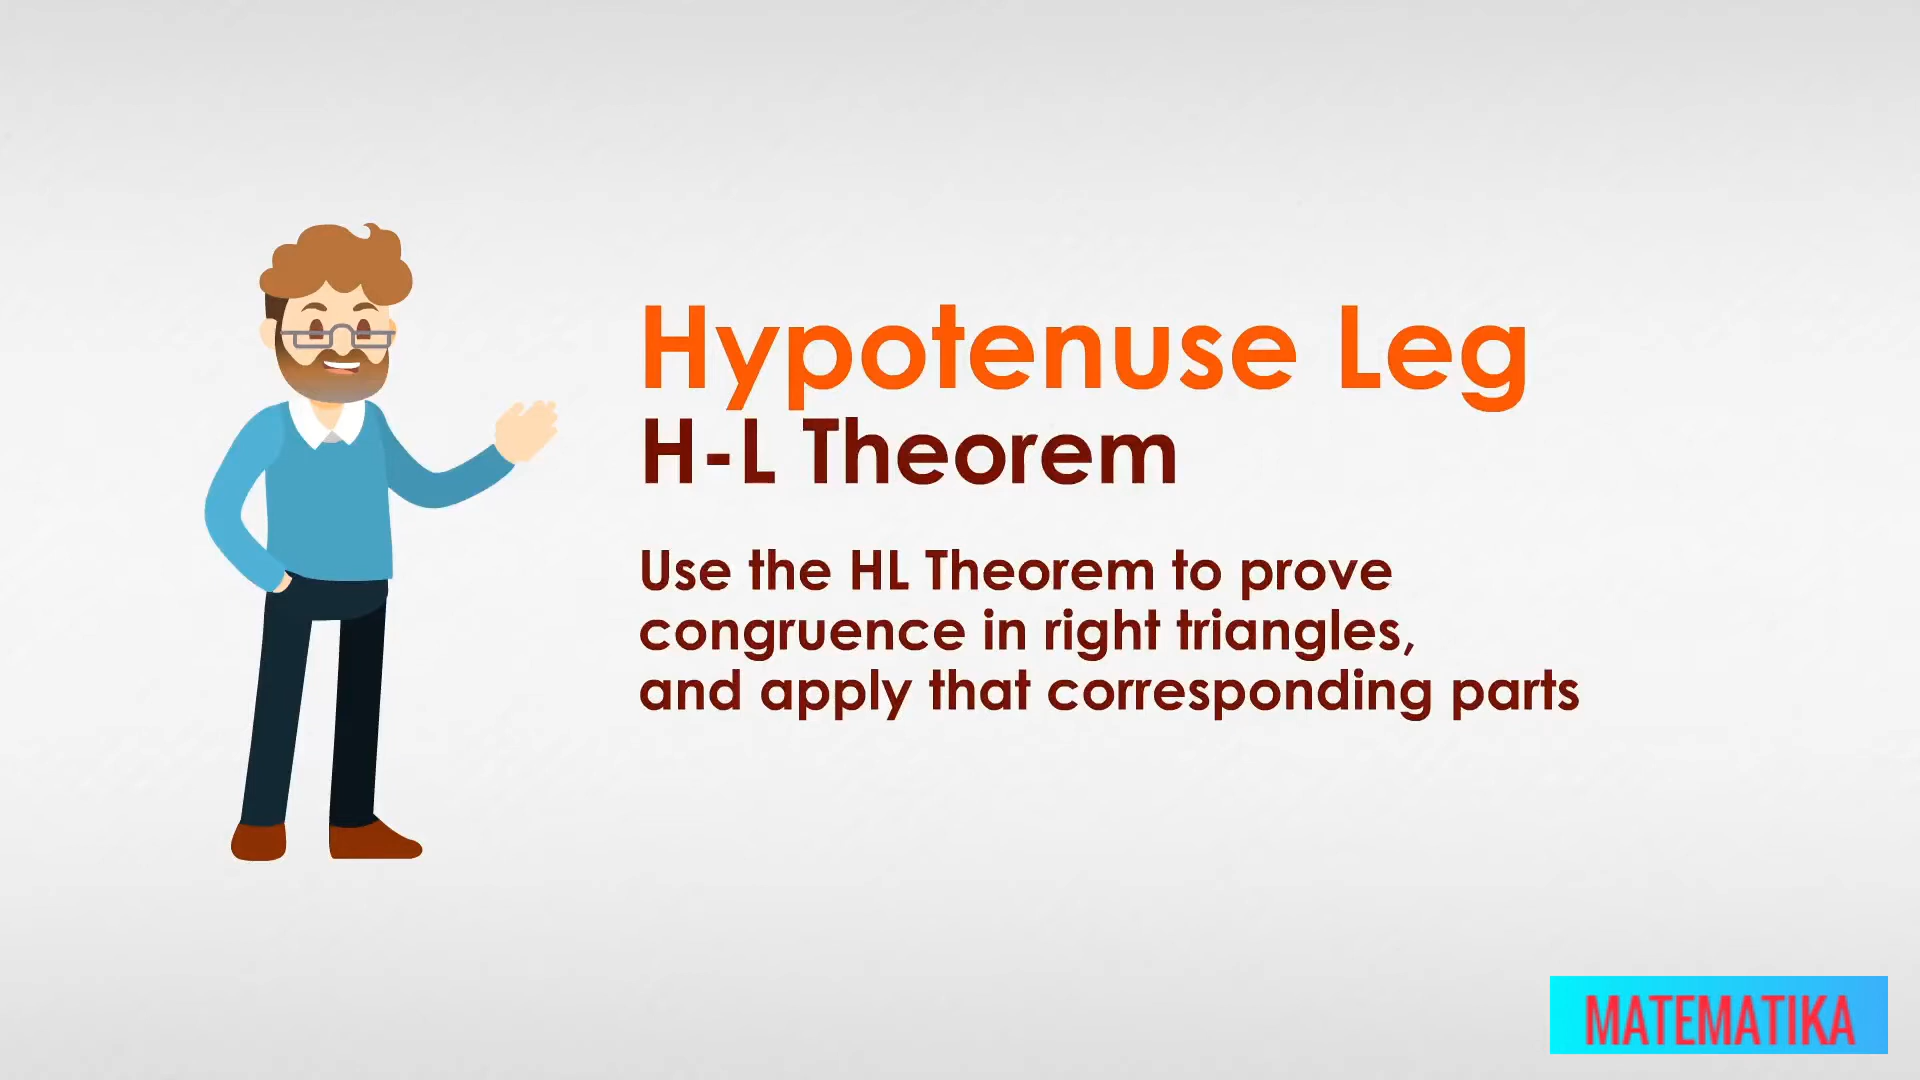 Hypotenuse Leg
H-L Theorem
Use the HL Theorem to prove
congruence in right triangles,
and apply that corresponding parts
MATEMATIKA